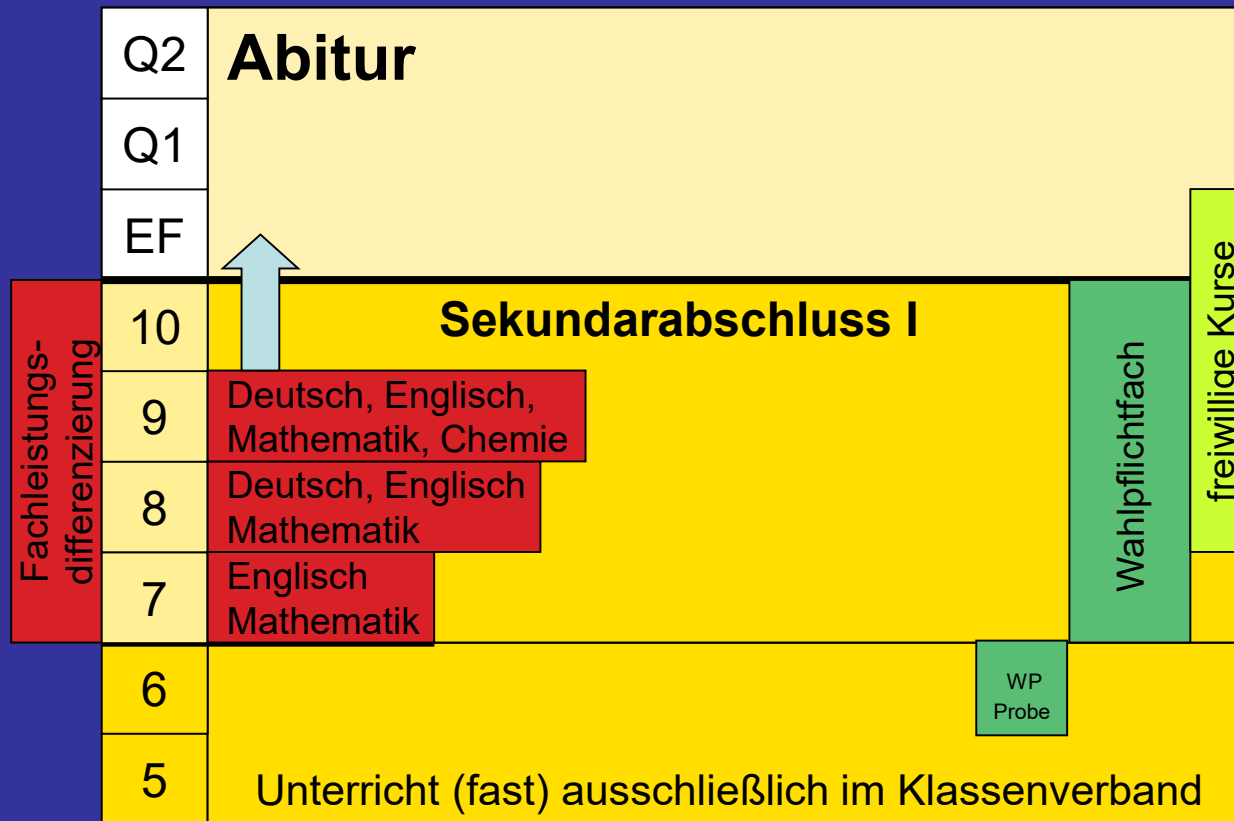 Q2
Abitur
Q1
EF
10
Sekundarabschluss I
Fachleistungs-
differenzierung
9
Deutsch, Englisch,
Mathematik, Chemie
8
Deutsch, Englisch
Mathematik
7
Englisch
Mathematik
Wahlpflichtfach
freiwillige Kurse
6
WP
Probe
5
Unterricht (fast) ausschließlich im Klassenverband